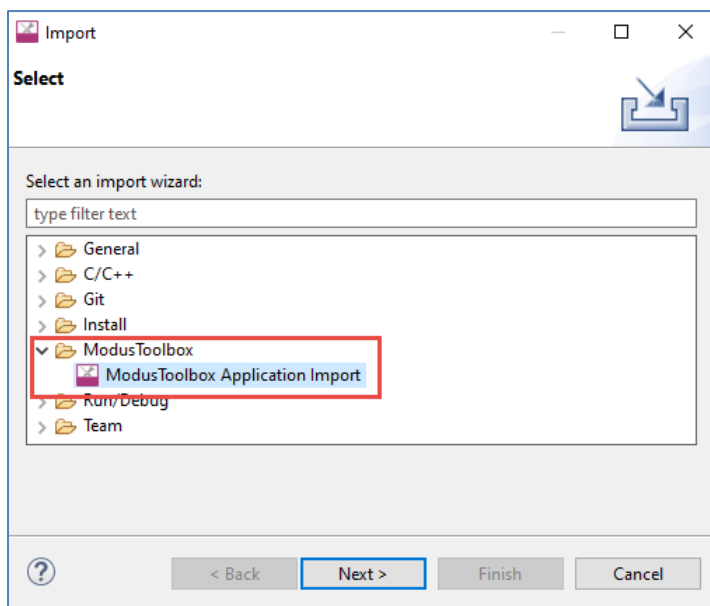 Import
Select
Select an import wizard:
type filter text
General
C/C++
Git
Install
ModusToolbox
ModusToolbox Application Import
Run/Debug
Team
? < Back Next > Finish Cancel